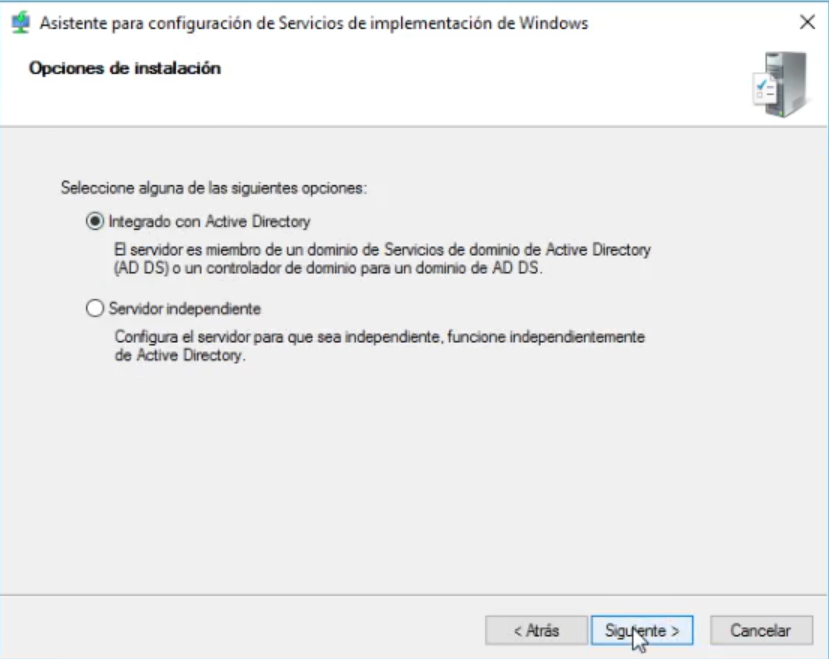 Asistente para configuración de Servicios de implementación de Windows
Opciones de instalación
Seleccione alguna de las siguientes opciones:
Integrado con Active Directory
El servidor es miembro de un dominio de Servicios de dominio de Active Directory
(AD DS) o un controlador de dominio para un dominio de AD DS.
Servidor independiente
Configura el servidor para que sea independiente, funcione independientemente
de Active Directory.
< Atrás
Siguiente >
Cancelar